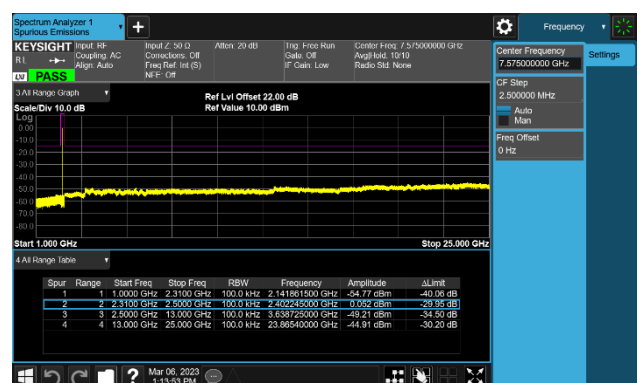 Spectrum Analyzer 1
Spurious Emissions
+
Frequency
KEYSIGHT
Input: RF
Input Z: 50 Ω
Atten: 20 dB
Trig: Free Run
Center Freq: 7.575000000 GHz
RL
Coupling: AC
Corrections: Off
Gate: Off
Avg|Hold: 10/10
Align: Auto
Freq Ref: Int (S)
IF Gain: Low
Radio Std: None
NFE: Off
LXI PASS
Center Frequency
7.575000000 GHz
Settings
CF Step
2.500000 MHz
Auto
Man
Freq Offset
0 Hz
3 All Range Graph
Ref Lvl Offset 22.00 dB
Scale/Div 10.0 dB
Ref Value 10.00 dBm
Log
0.00
-10.0
-20.0
-30.0
-40.0
-50.0
-60.0
-70.0
-80.0
Start 1.000 GHz
Stop 25.000 GHz
4 All Range Table
Spur Range Start Freq Stop Freq RBW Frequency Amplitude ΔLimit
1 1 1.0000 GHz 2.3100 GHz 100.0 kHz 2.141861500 GHz -54.77 dBm -40.06 dB
2 2 2.3100 GHz 2.5000 GHz 100.0 kHz 2.402245000 GHz 0.052 dBm -29.95 dB
3 3 2.5000 GHz 13.000 GHz 100.0 kHz 3.638725000 GHz -49.21 dBm -34.50 dB
4 4 13.000 GHz 25.000 GHz 100.0 kHz 23.86540000 GHz -44.91 dBm -30.20 dB
?
Mar 06, 2023
1:13:53 PM